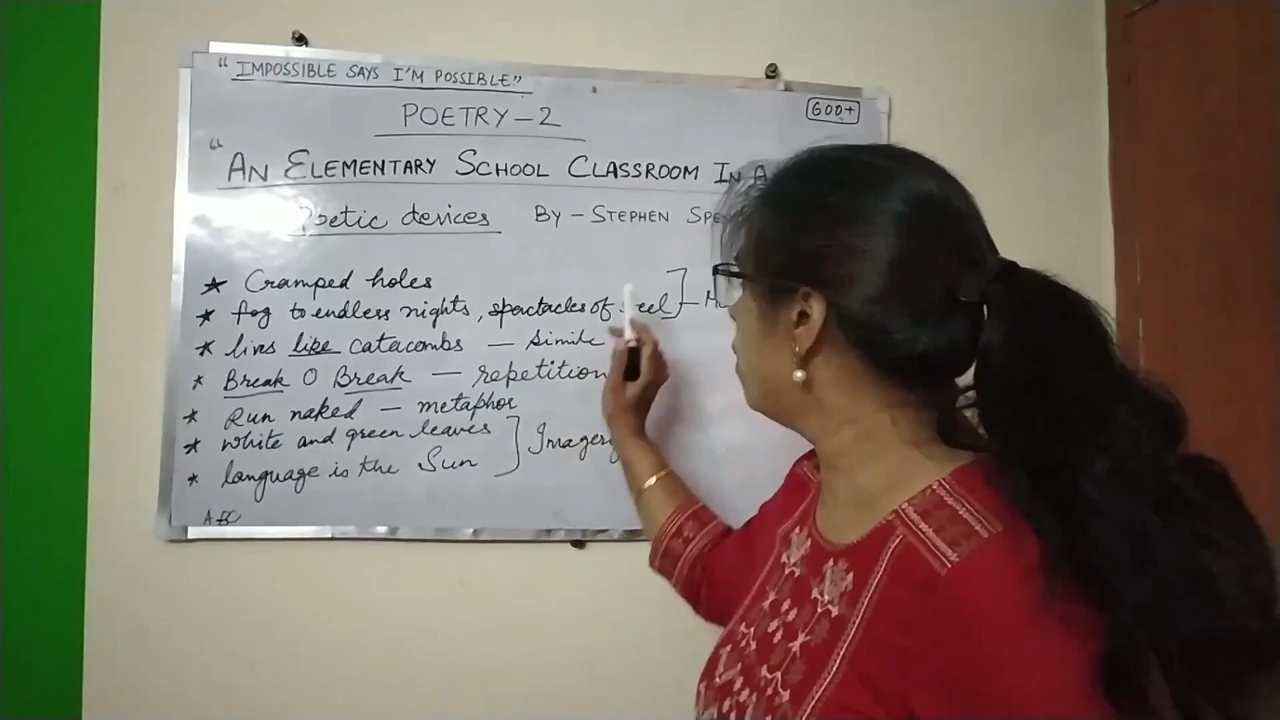 "IMPOSSIBLE SAYS I'M POSSIBLE"
POETRY - 2
600+
"AN ELEMENTARY SCHOOL CLASSROOM IN A
Poetic devices BY - STEPHEN
★ Cramped holes
★ fog to endless nights, spectacles of
★ lives like catacombs - Simile
★ Break O Break - repetition
★ Run naked - metaphor
★ White and green leaves
★ language is the Sun
Imagery
ABC